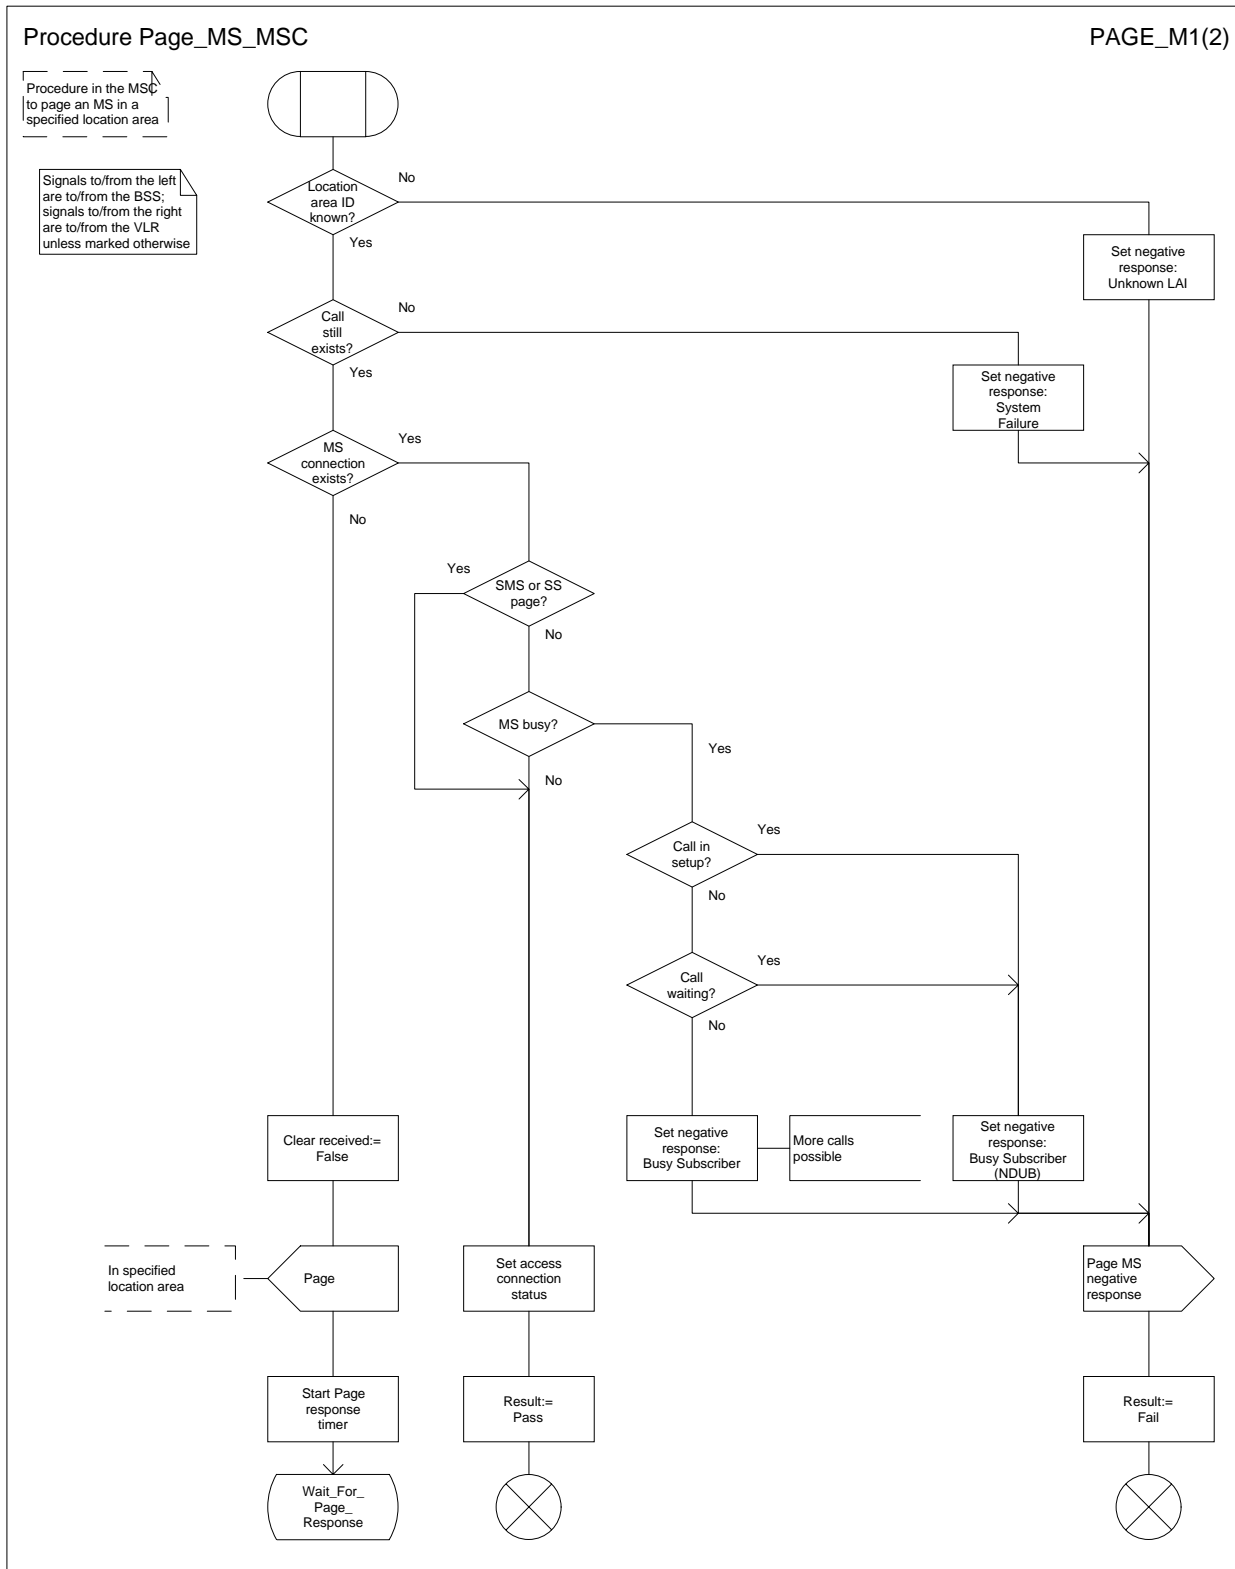 Procedure Page_MS_MSC
PAGE_M1(2)
Procedure in the MSC
to page an MS in a
specified location area
Signals to/from the left
are to/from the BSS;
signals to/from the right
are to/from the VLR
unless marked otherwise
Location
area ID
known?
No
Yes
Set negative
response:
Unknown LAI
Call
still
exists?
No
Yes
Set negative
response:
System
Failure
MS
connection
exists?
Yes
No
SMS or SS
page?
Yes
No
MS busy?
Yes
No
Call in
setup?
Yes
No
Call
waiting?
Yes
No
Clear received:=
False
Set negative
response:
Busy Subscriber
More calls
possible
Set negative
response:
Busy Subscriber
(NDUB)
In specified
location area
Page
Set access
connection
status
Page MS
negative
response
Start Page
response
timer
Result:=
Pass
Result:=
Fail
Wait_For_
Page_
Response